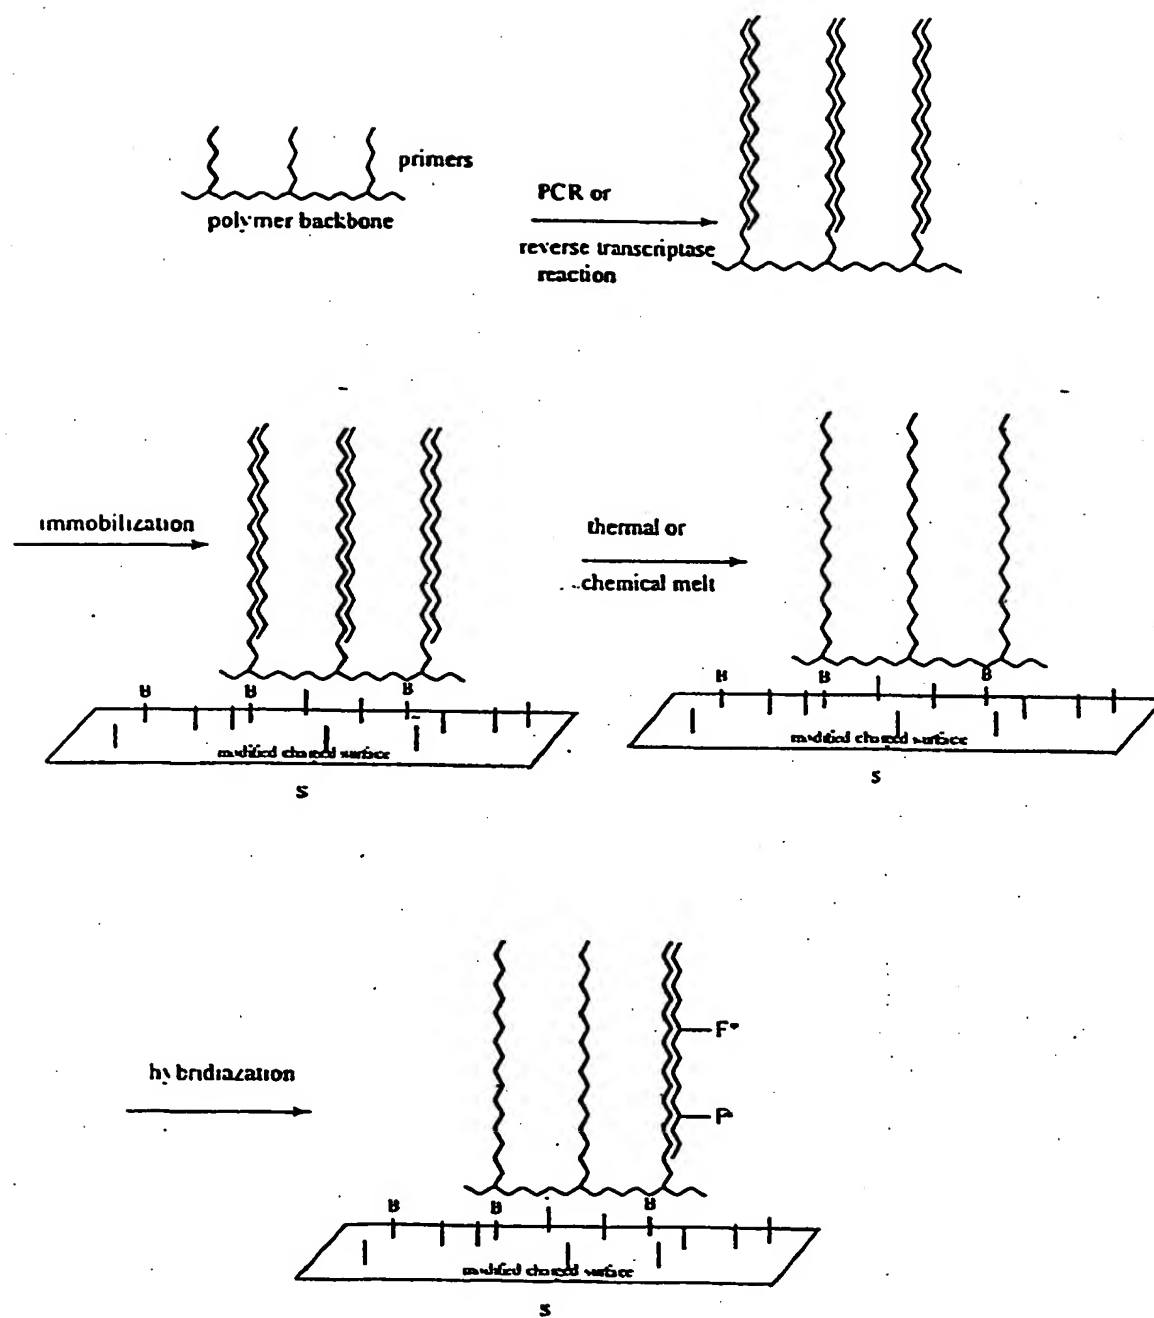 primers
polymer backbone
PCR or
reverse transcriptase
reaction
immobilization
thermal or
chemical melt
B
B
B
modified charged surface
S
B
B
B
modified charged surface
S
hybridiazation
F*
F*
B
B
B
modified charged surface
S